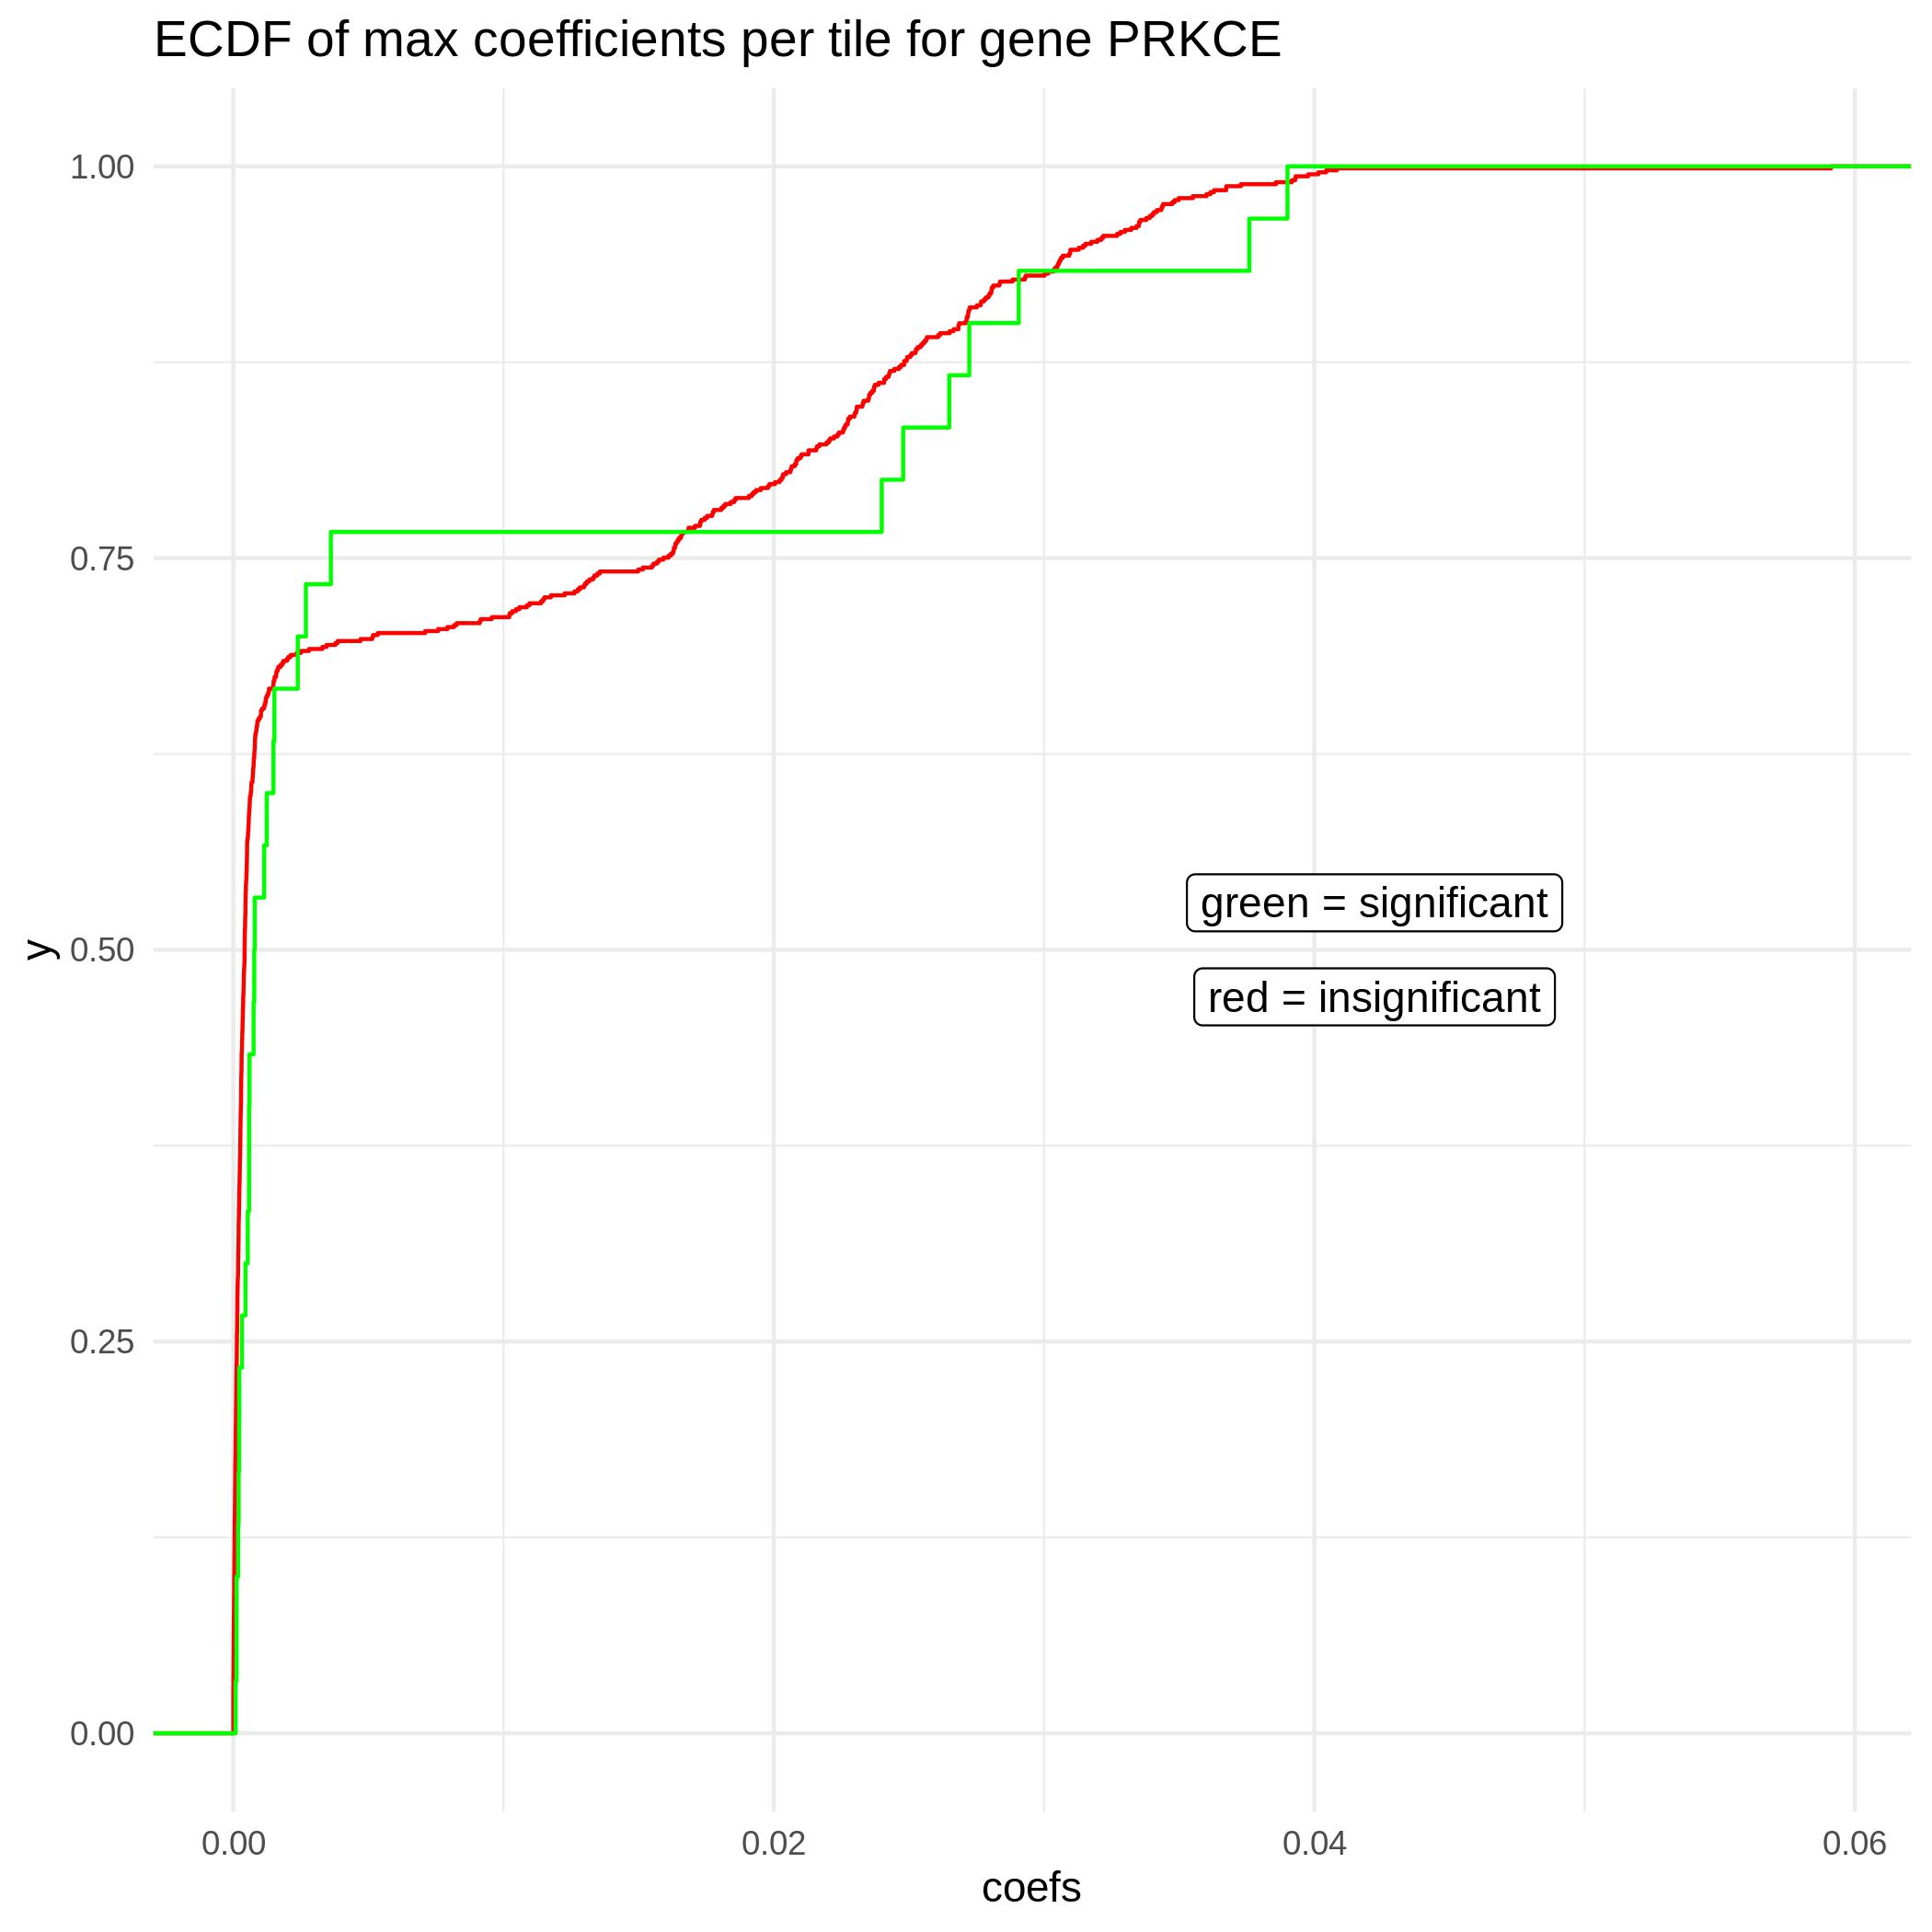 ECDF of max coefficients per tile for gene PRKCE
1.00
0.75
0.50
0.25
0.00
y
green = significant
red = insignificant
0.00 0.02 0.04 0.06
coefs